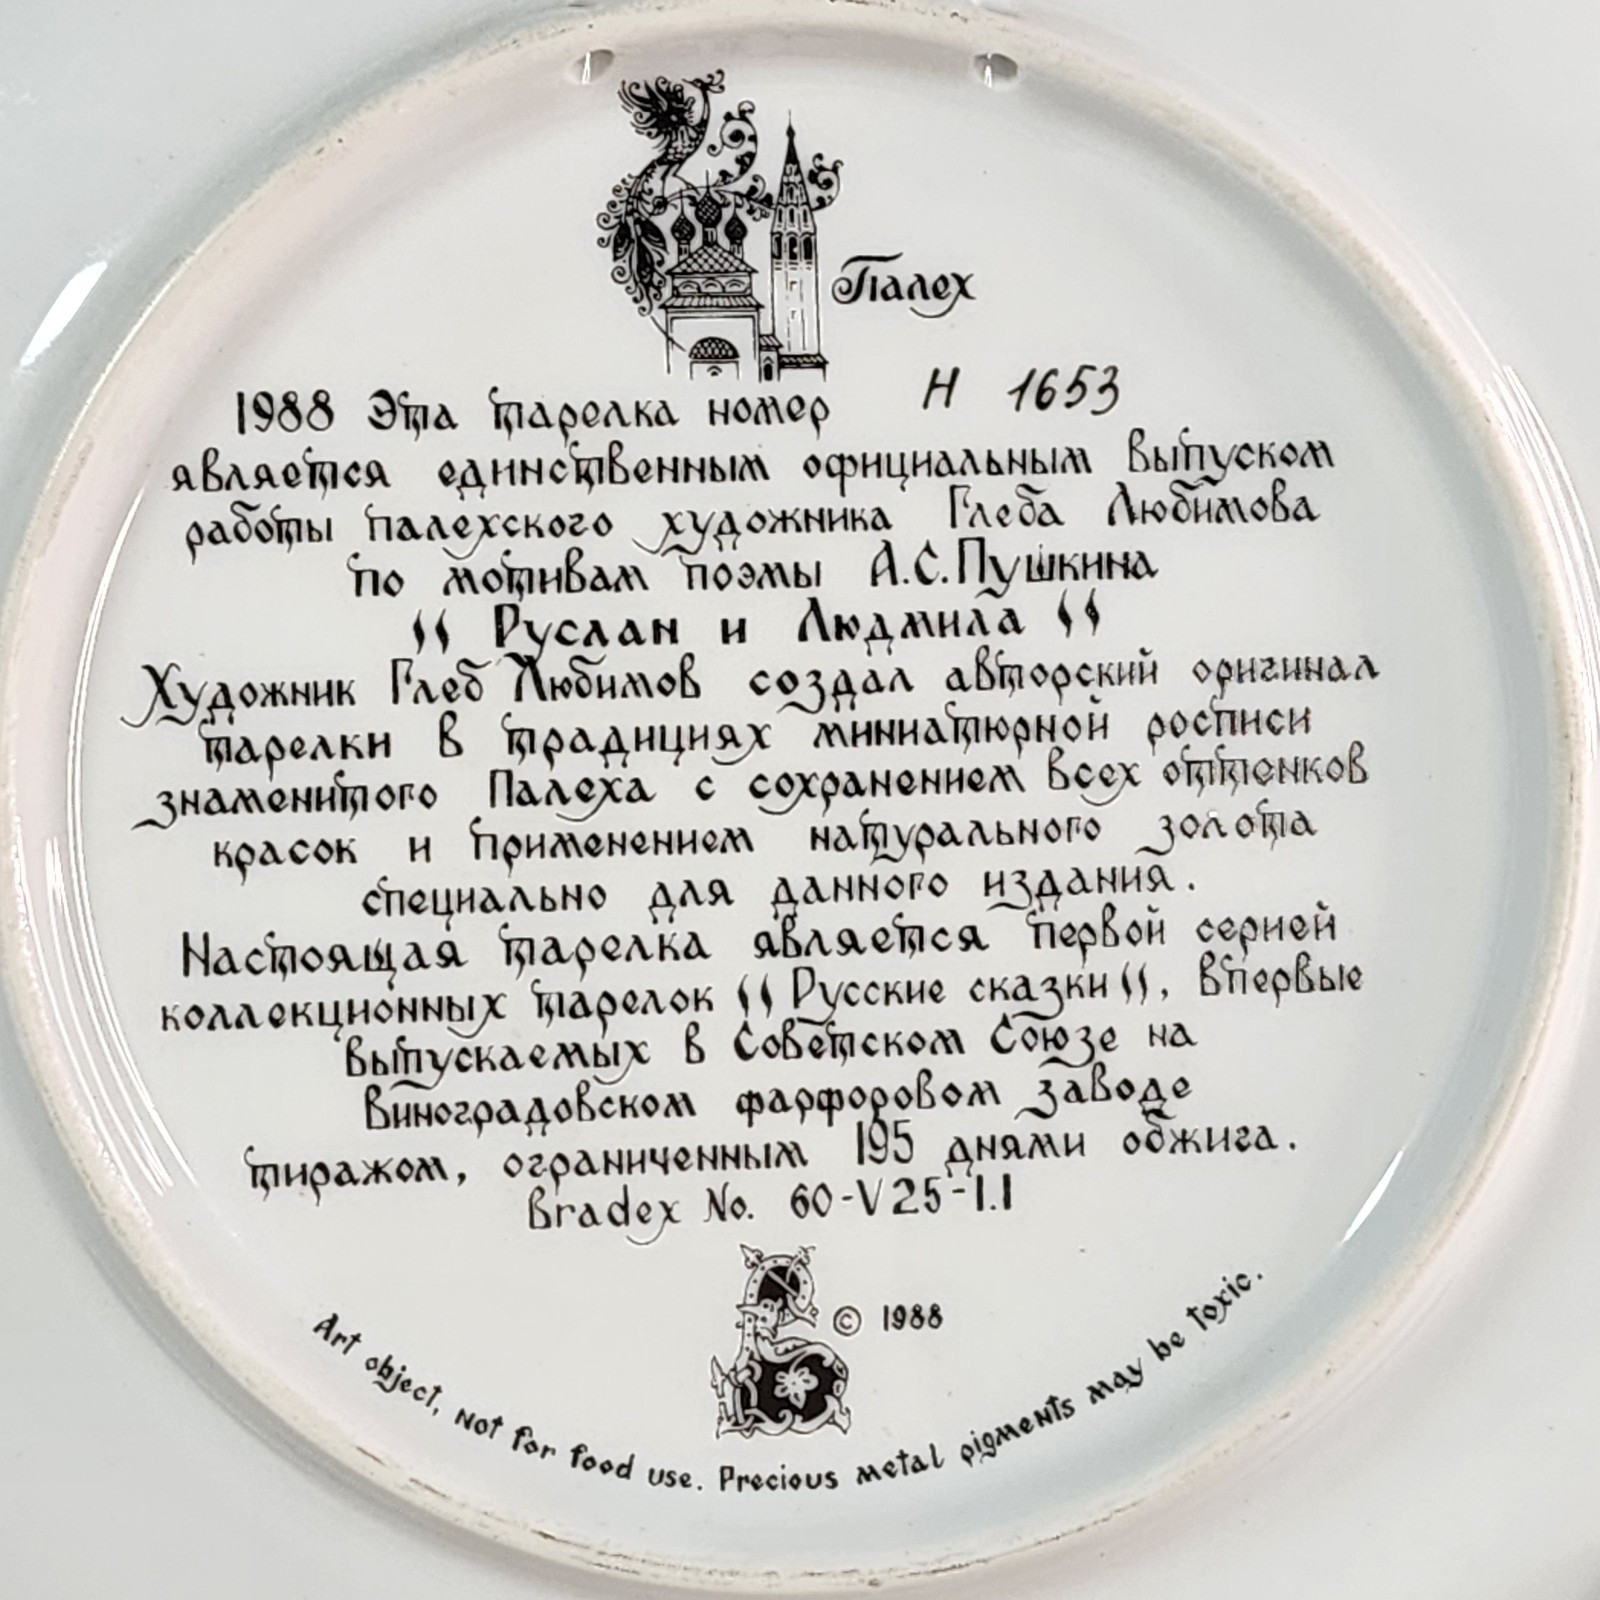 Палех
1988 Эта тарелка номер Н 1653
является единственным официальным выпуском
работы палехского художника Глеба Любимова
по мотивам поэмы А.С.Пушкина
"Руслан и Людмила"
Художник Глеб Любимов создал авторский оригинал
тарелки в традициях миниатюрной росписи
знаменитого Палеха с сохранением всех оттенков
красок и применением натурального золота
специально для данного издания.
Настоящая тарелка является первой серией
коллекционных тарелок "Русские сказки", впервые
выпускаемых в Советском Союзе на
Виноградовском фарфоровом заводе
тиражом, ограниченным 195 днями обжига.
Bradex No. 60-V25-1.1
© 1988
Art object, not for food use. Precious metal pigments may be toxic.